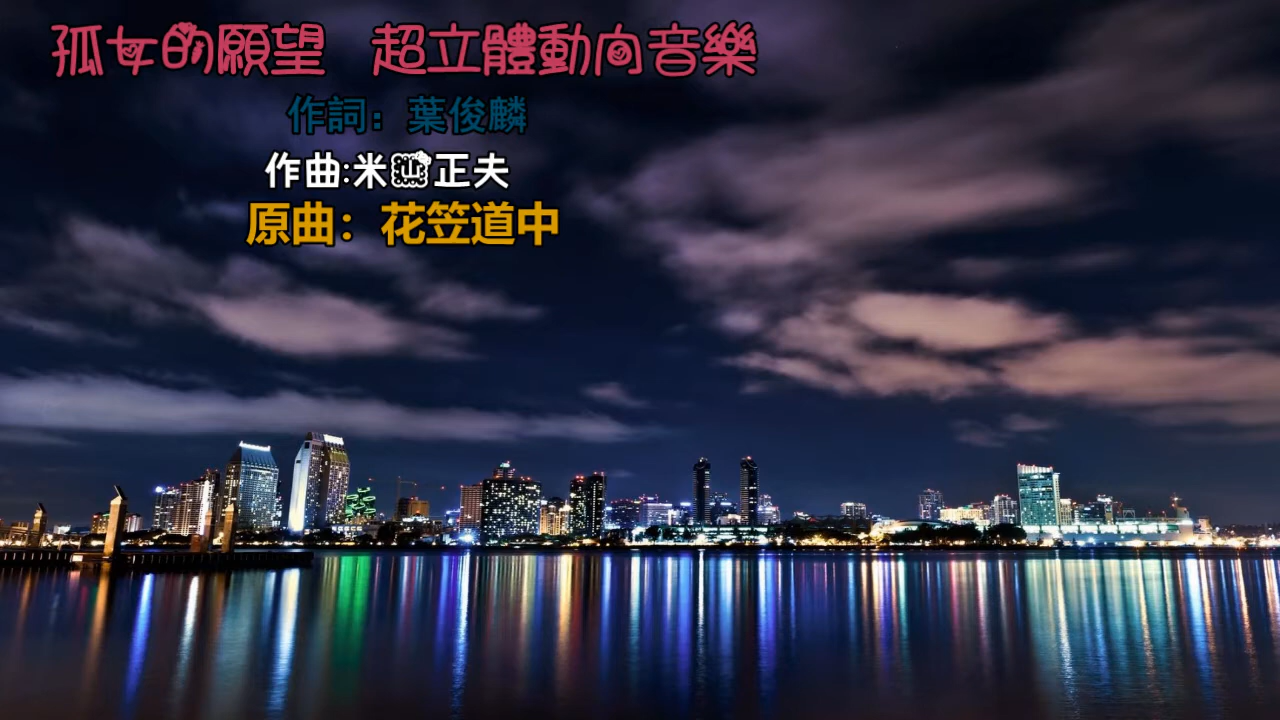 孤女的願望 超立體動向音樂
作詞：葉俊麟
作曲:米山正夫
原曲：花笠道中